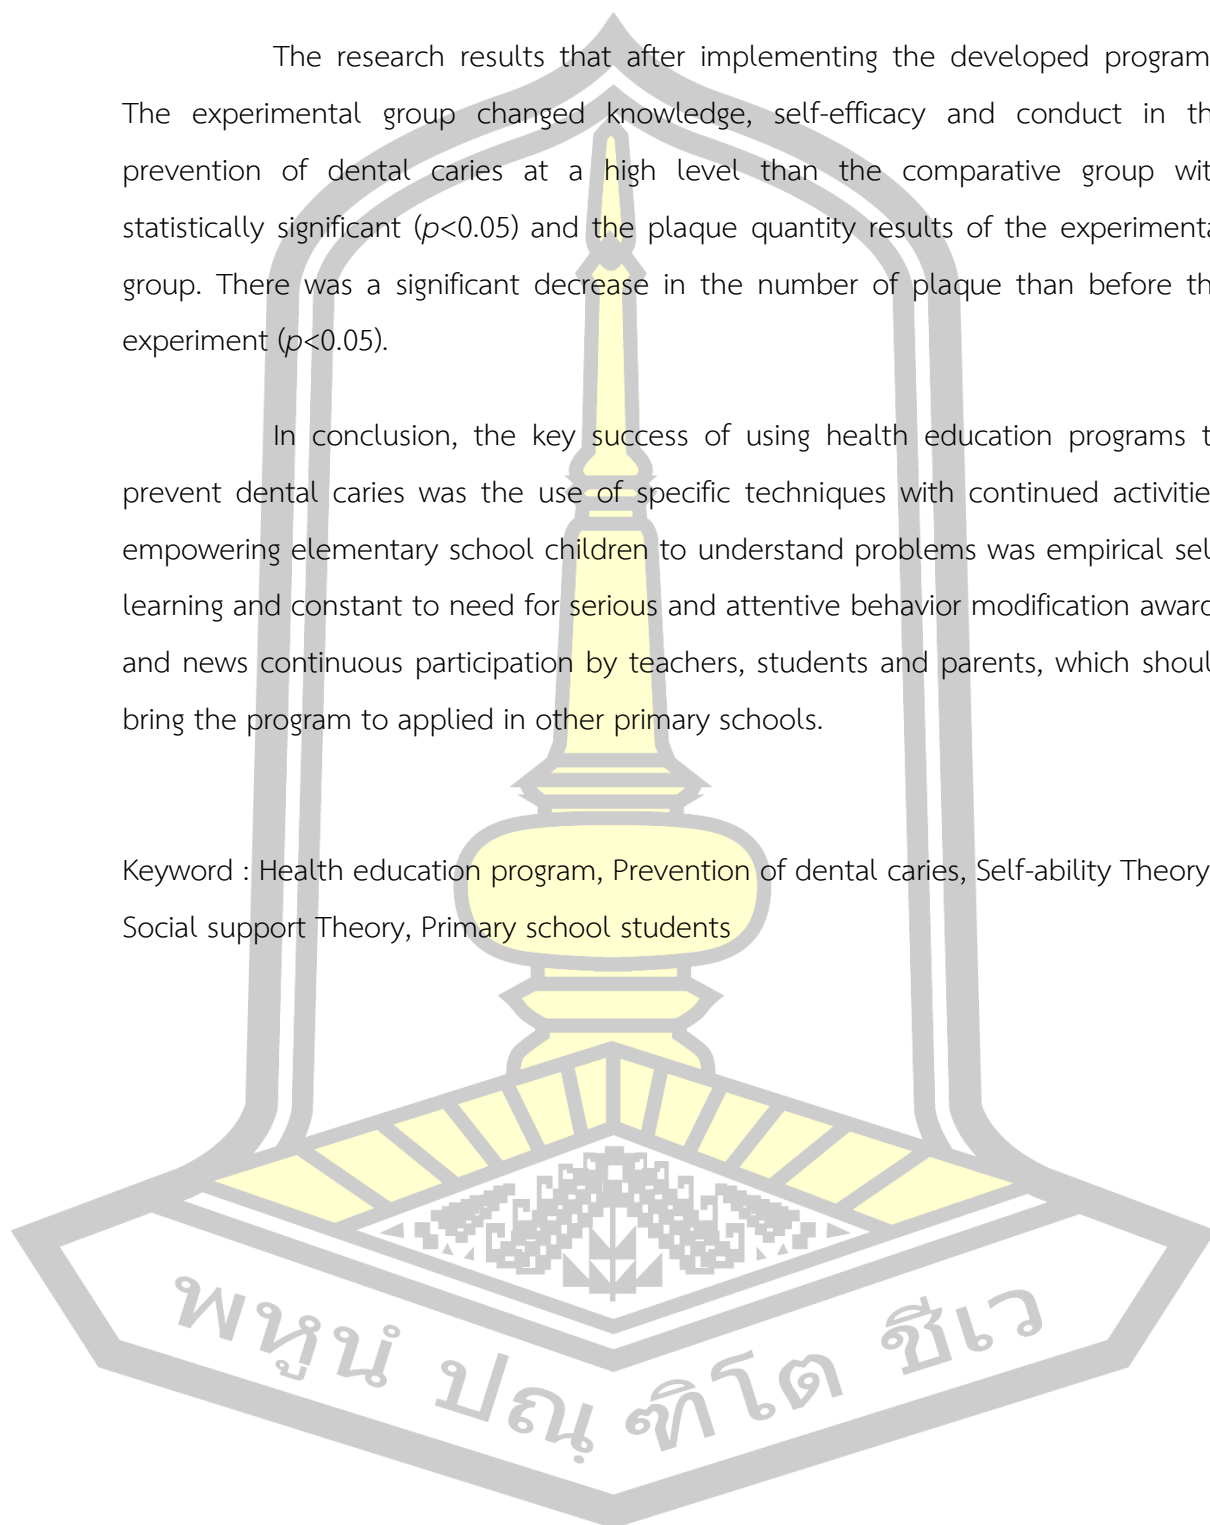 The research results that after implementing the developed program
The experimental group changed knowledge, self-efficacy and conduct in th
prevention of dental caries at a high level than the comparative group wit
statistically significant (p<0.05) and the plaque quantity results of the experimenta
group. There was a significant decrease in the number of plaque than before th
experiment (p<0.05).
In conclusion, the key success of using health education programs t
prevent dental caries was the use of specific techniques with continued activitie
empowering elementary school children to understand problems was empirical sel
learning and constant to need for serious and attentive behavior modification award
and news continuous participation by teachers, students and parents, which shoul
bring the program to applied in other primary schools.
Keyword : Health education program, Prevention of dental caries, Self-ability Theory
Social support Theory, Primary school students
พหูนํ ปณฺฑิโต ชีเว